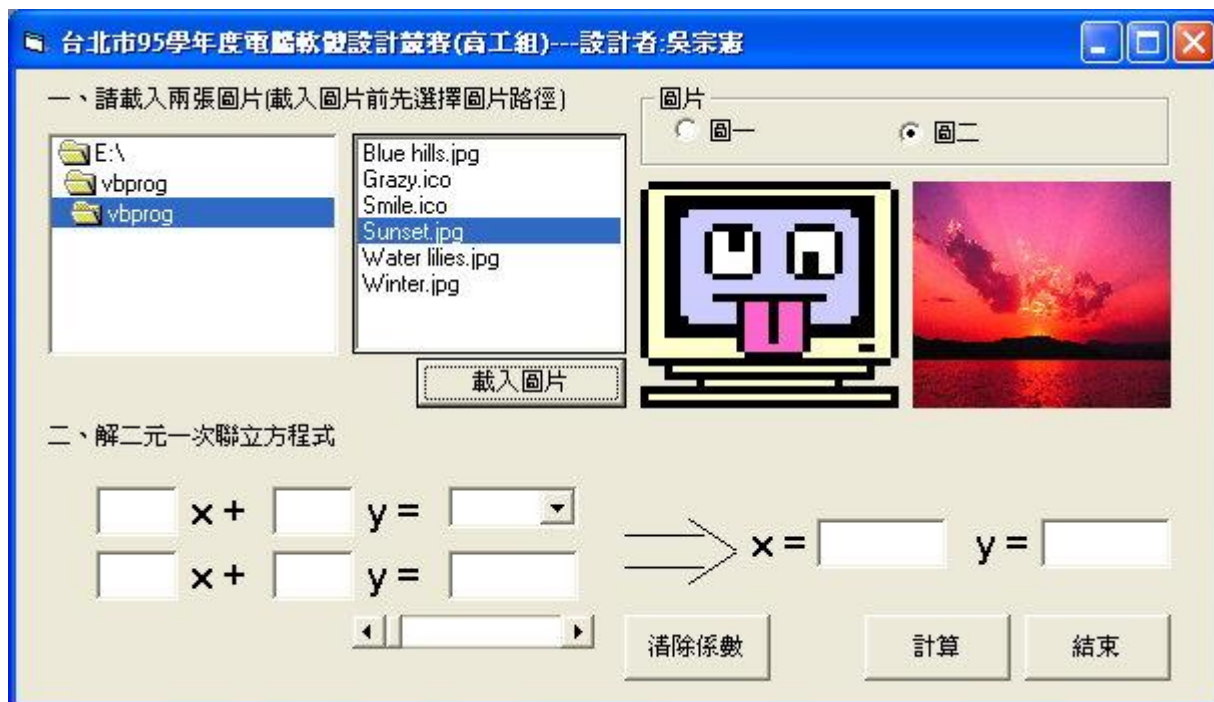 台北市95學年度電腦軟體設計競賽(高工組)---設計者:吳宗憲
一、請載入兩張圖片(載入圖片前先選擇圖片路徑)
圖片
圖一
圖二
E:\
vbprog
vbprog
Blue hills.jpg
Grazy.ico
Smile.ico
Sunset.jpg
Water lilies.jpg
Winter.jpg
載入圖片
二、解二元一次聯立方程式
x + y =
x + y =
x = y =
清除係數
計算
結束